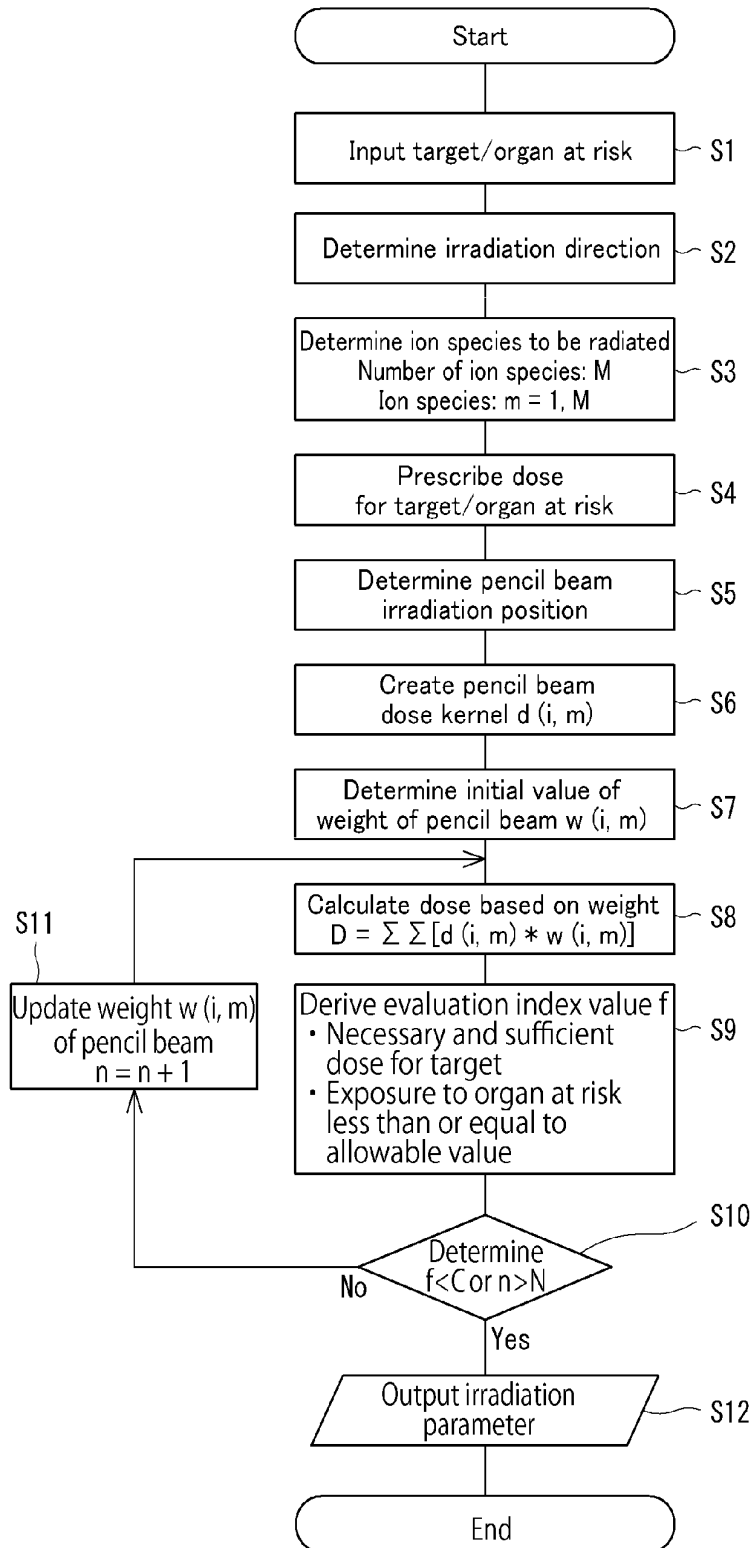 Start
Input target/organ at risk
S1
Determine irradiation direction
S2
Determine ion species to be radiated
Number of ion species: M
Ion species: m = 1, M
S3
Prescribe dose
for target/organ at risk
S4
Determine pencil beam
irradiation position
S5
Create pencil beam
dose kernel d (i, m)
S6
Determine initial value of
weight of pencil beam w (i, m)
S7
Calculate dose based on weight
D = Σ Σ [d (i, m) * w (i, m)]
S8
Derive evaluation index value f
・Necessary and sufficient
dose for target
・Exposure to organ at risk
less than or equal to
allowable value
S9
Determine
f<C or n>N
S10
No
Yes
S11
Update weight w (i, m)
of pencil beam
n = n + 1
Output irradiation
parameter
S12
End